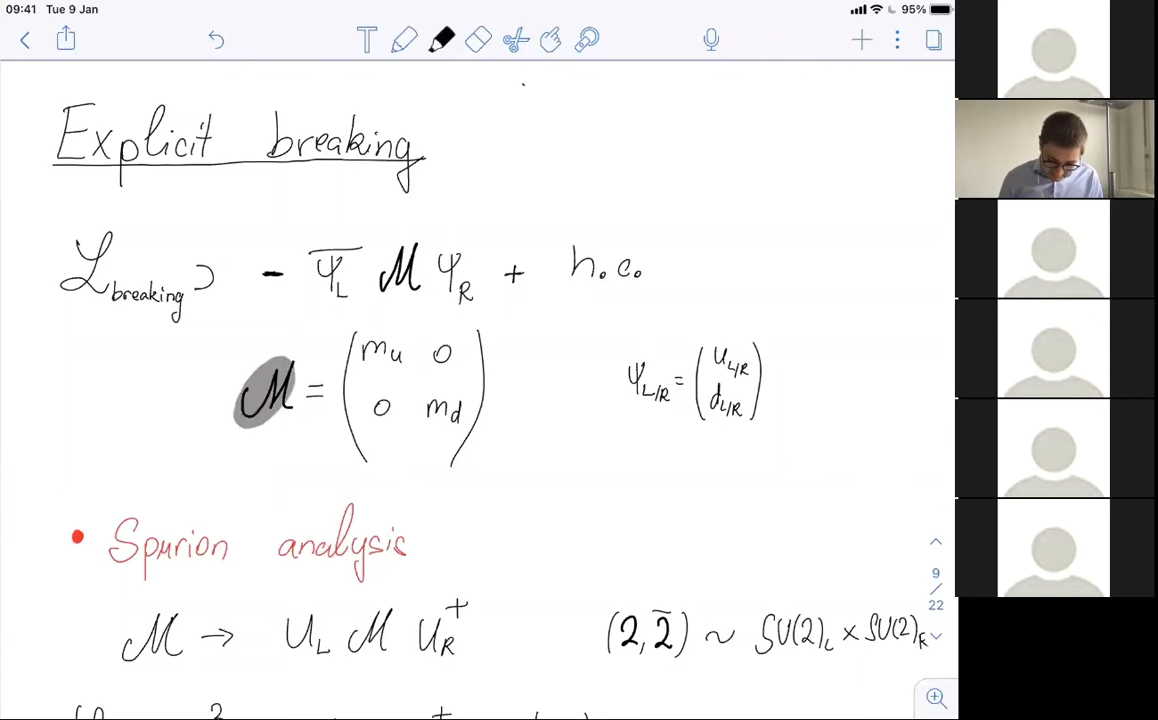 09:41 Tue 9 Jan 95%
Explicit breaking
ℒ_breaking ⊃ - ψ̄_L ℳ ψ_R + h.c.
ℳ = ( m_u 0
0 m_d )
ψ_L/R = ( u_L/R
d_L/R )
• Spurion analysis
ℳ → U_L ℳ U_R^†
(2, 2̄) ~ SU(2)_L × SU(2)_R
9
/
22